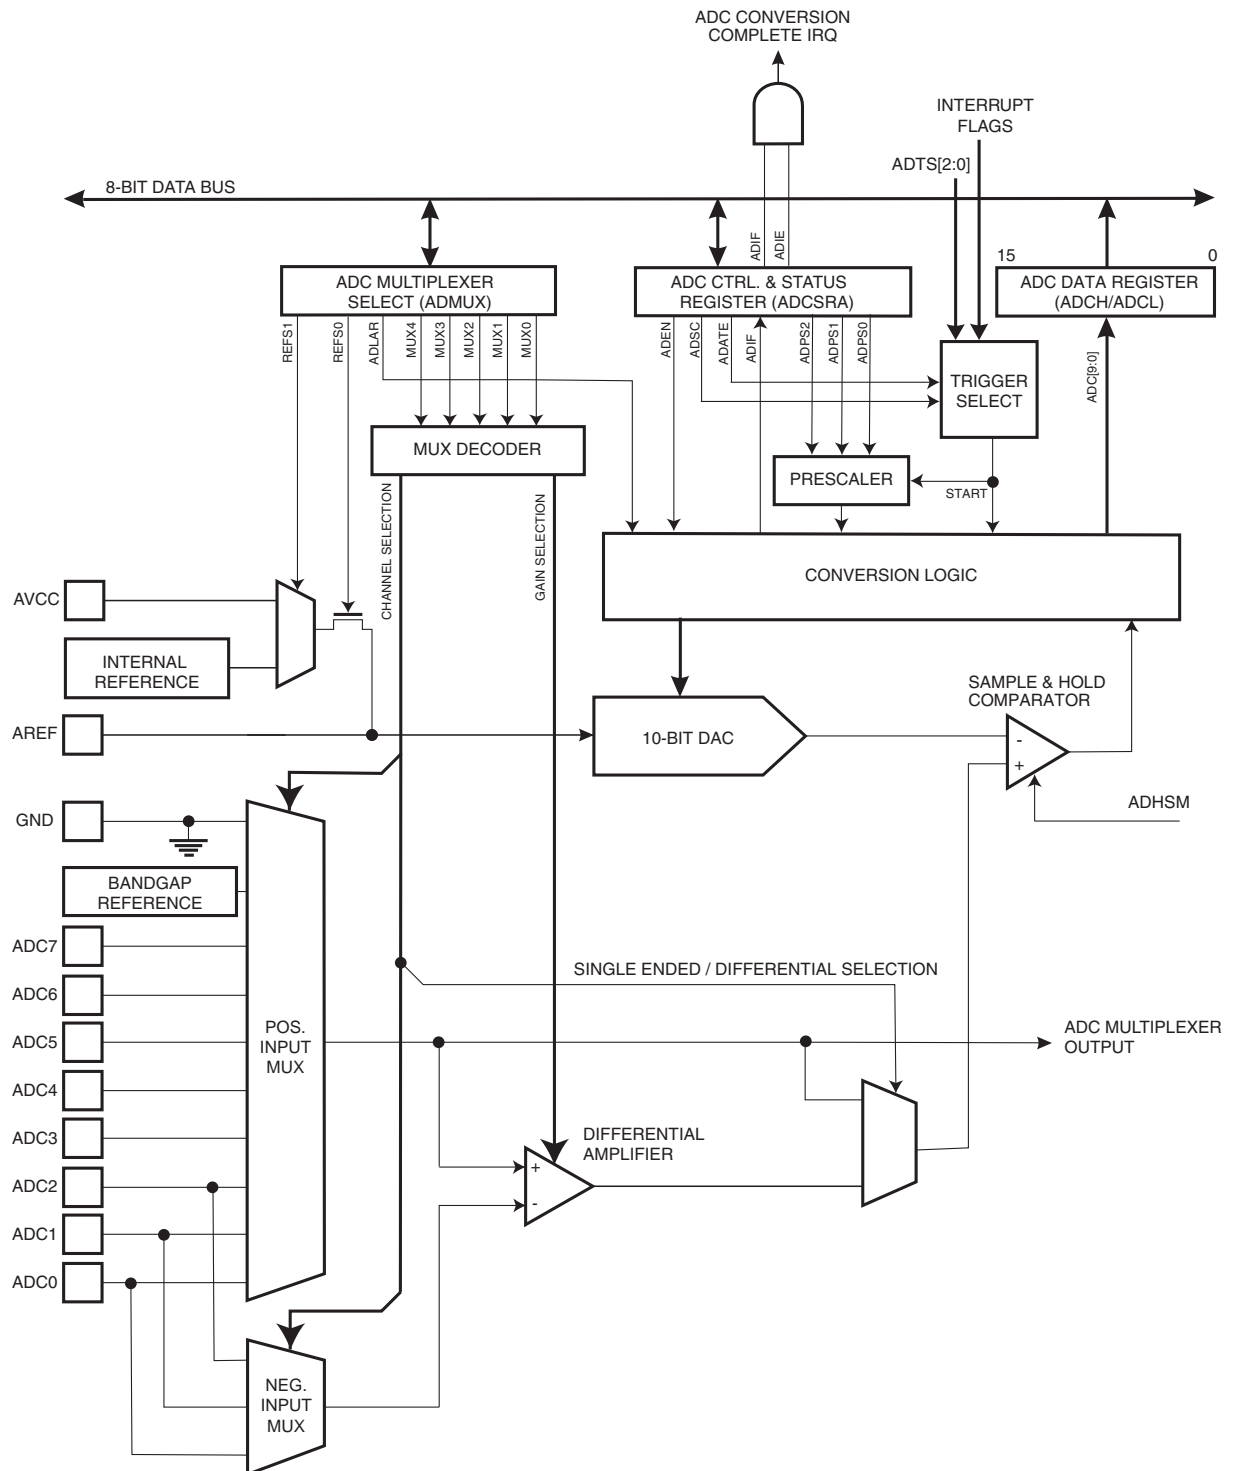 ADC CONVERSION
COMPLETE IRQ
INTERRUPT
FLAGS
ADTS[2:0]
8-BIT DATA BUS
ADIF
ADIE
15
0
ADC MULTIPLEXER
SELECT (ADMUX)
ADC CTRL. & STATUS
REGISTER (ADCSRA)
ADC DATA REGISTER
(ADCH/ADCL)
REFS1
REFS0
ADLAR
MUX4
MUX3
MUX2
MUX1
MUX0
ADEN
ADSC
ADATE
ADIF
ADPS2
ADPS1
ADPS0
ADC[9:0]
TRIGGER
SELECT
MUX DECODER
PRESCALER
START
CHANNEL SELECTION
GAIN SELECTION
CONVERSION LOGIC
AVCC
INTERNAL
REFERENCE
SAMPLE & HOLD
COMPARATOR
AREF
10-BIT DAC
-
+
ADHSM
GND
BANDGAP
REFERENCE
ADC7
SINGLE ENDED / DIFFERENTIAL SELECTION
ADC6
ADC5
POS.
INPUT
MUX
ADC MULTIPLEXER
OUTPUT
ADC4
ADC3
DIFFERENTIAL
AMPLIFIER
+
-
ADC2
ADC1
ADC0
NEG.
INPUT
MUX